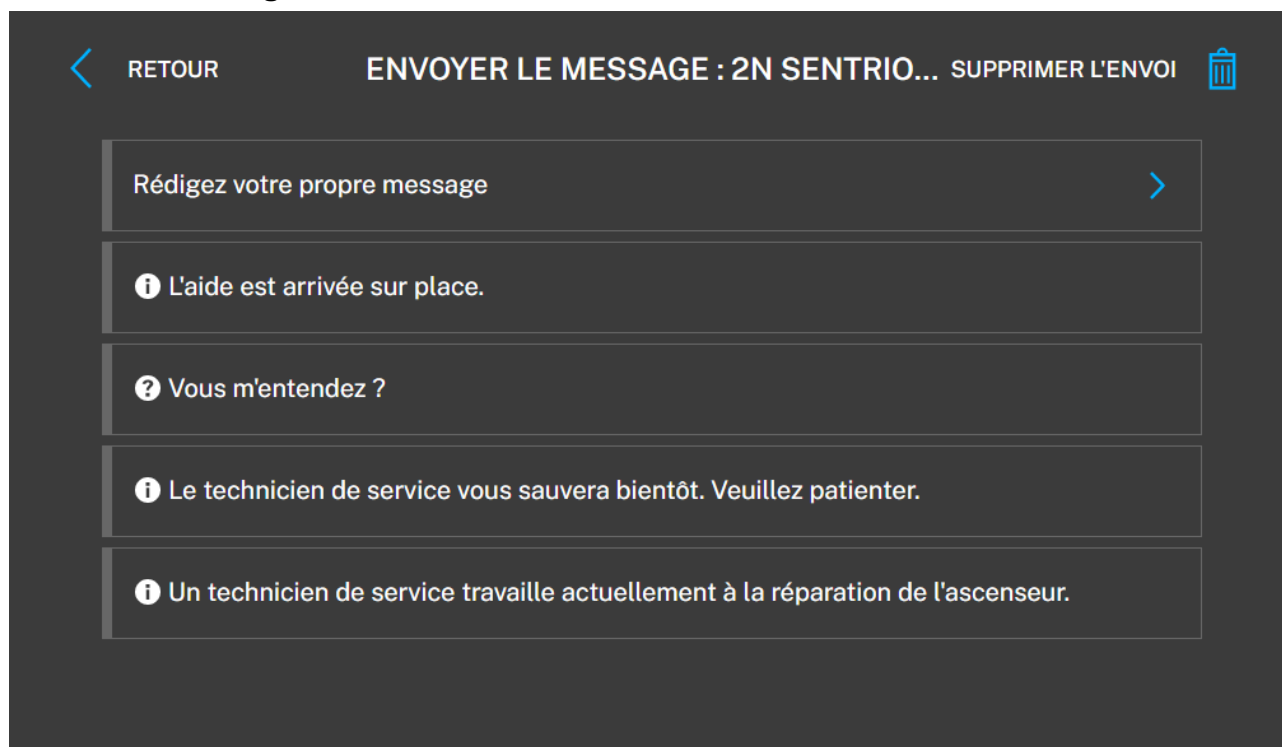 RETOUR
ENVOYER LE MESSAGE : 2N SENTRIO...
SUPPRIMER L'ENVOI
Rédigez votre propre message
L'aide est arrivée sur place.
Vous m'entendez ?
Le technicien de service vous sauvera bientôt. Veuillez patienter.
Un technicien de service travaille actuellement à la réparation de l'ascenseur.